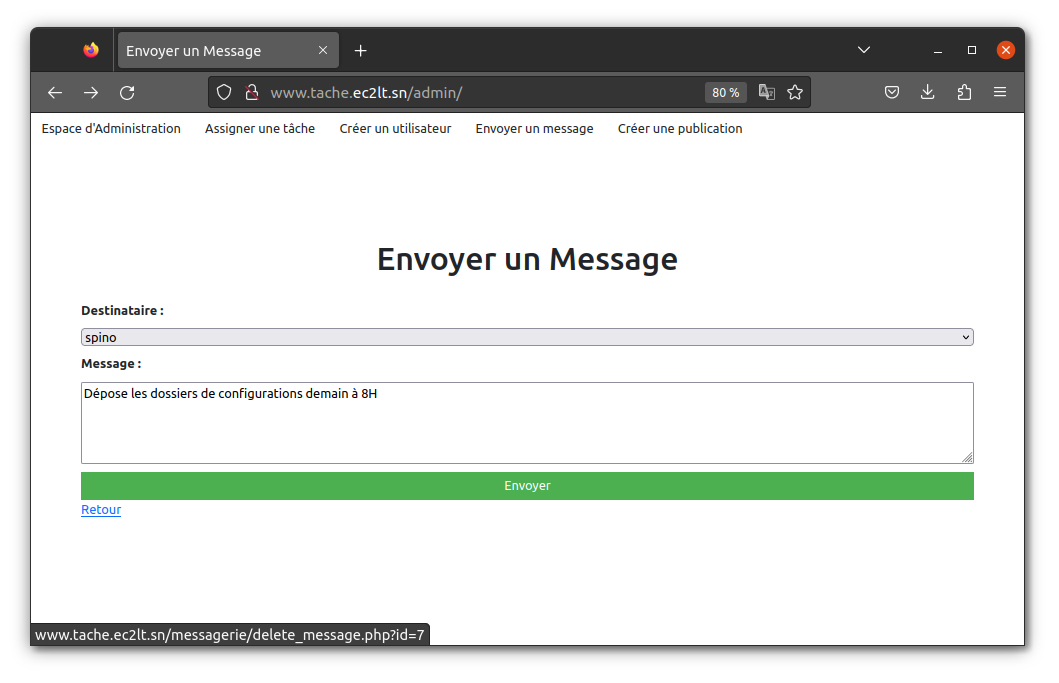 Envoyer un Message
www.tache.ec2lt.sn/admin/
80 %
Espace d'Administration Assigner une tâche Créer un utilisateur Envoyer un message Créer une publication
Envoyer un Message
Destinataire :
spino
Message :
Dépose les dossiers de configurations demain à 8H
Envoyer
Retour
www.tache.ec2lt.sn/messagerie/delete_message.php?id=7